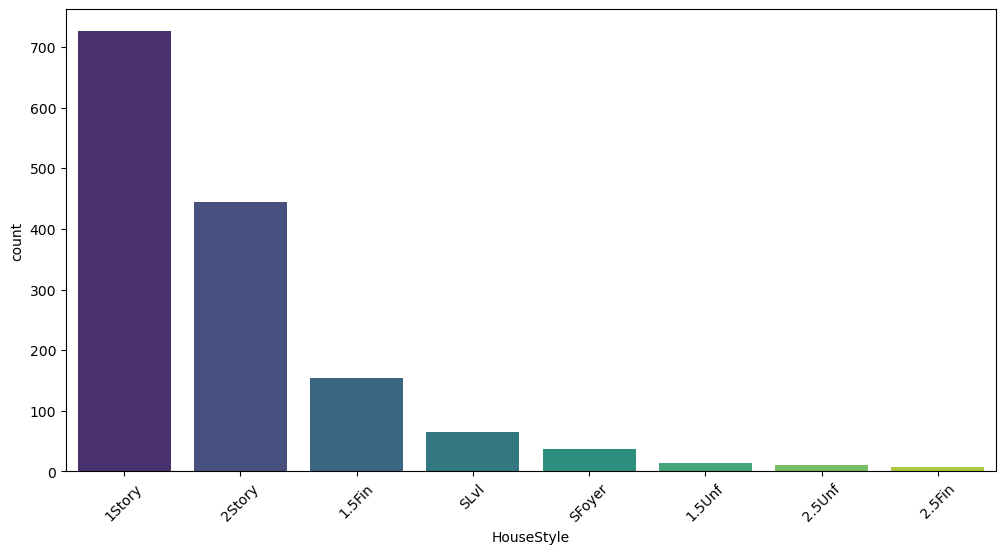 700
600
500
400
300
200
100
0
count
1Story
2Story
1.5Fin
SLvl
SFoyer
1.5Unf
2.5Unf
2.5Fin
HouseStyle